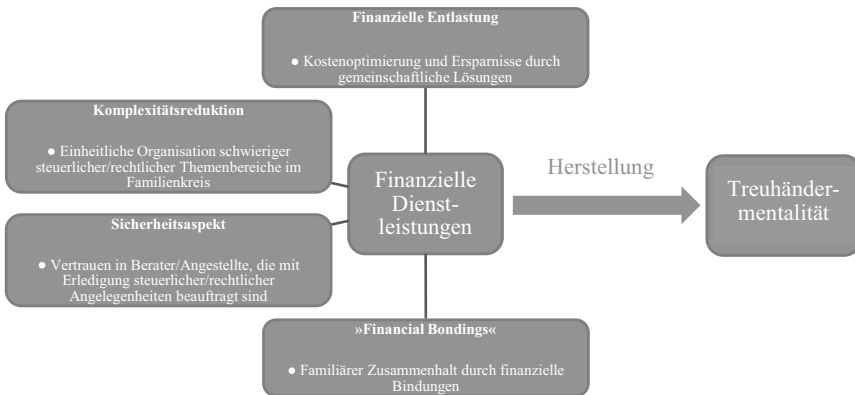 Finanzielle Entlastung
● Kostenoptimierung und Ersparnisse durch
gemeinschaftliche Lösungen
Komplexitätsreduktion
● Einheitliche Organisation schwieriger
steuerlicher/rechtlicher Themenbereiche im
Familienkreis
Sicherheitsaspekt
● Vertrauen in Berater/Angestellte, die mit
Erledigung steuerlicher/rechtlicher
Angelegenheiten beauftragt sind
»Financial Bondings«
● Familiärer Zusammenhalt durch finanzielle
Bindungen
Finanzielle
Dienst-
leistungen
Herstellung
Treuhänder-
mentalität